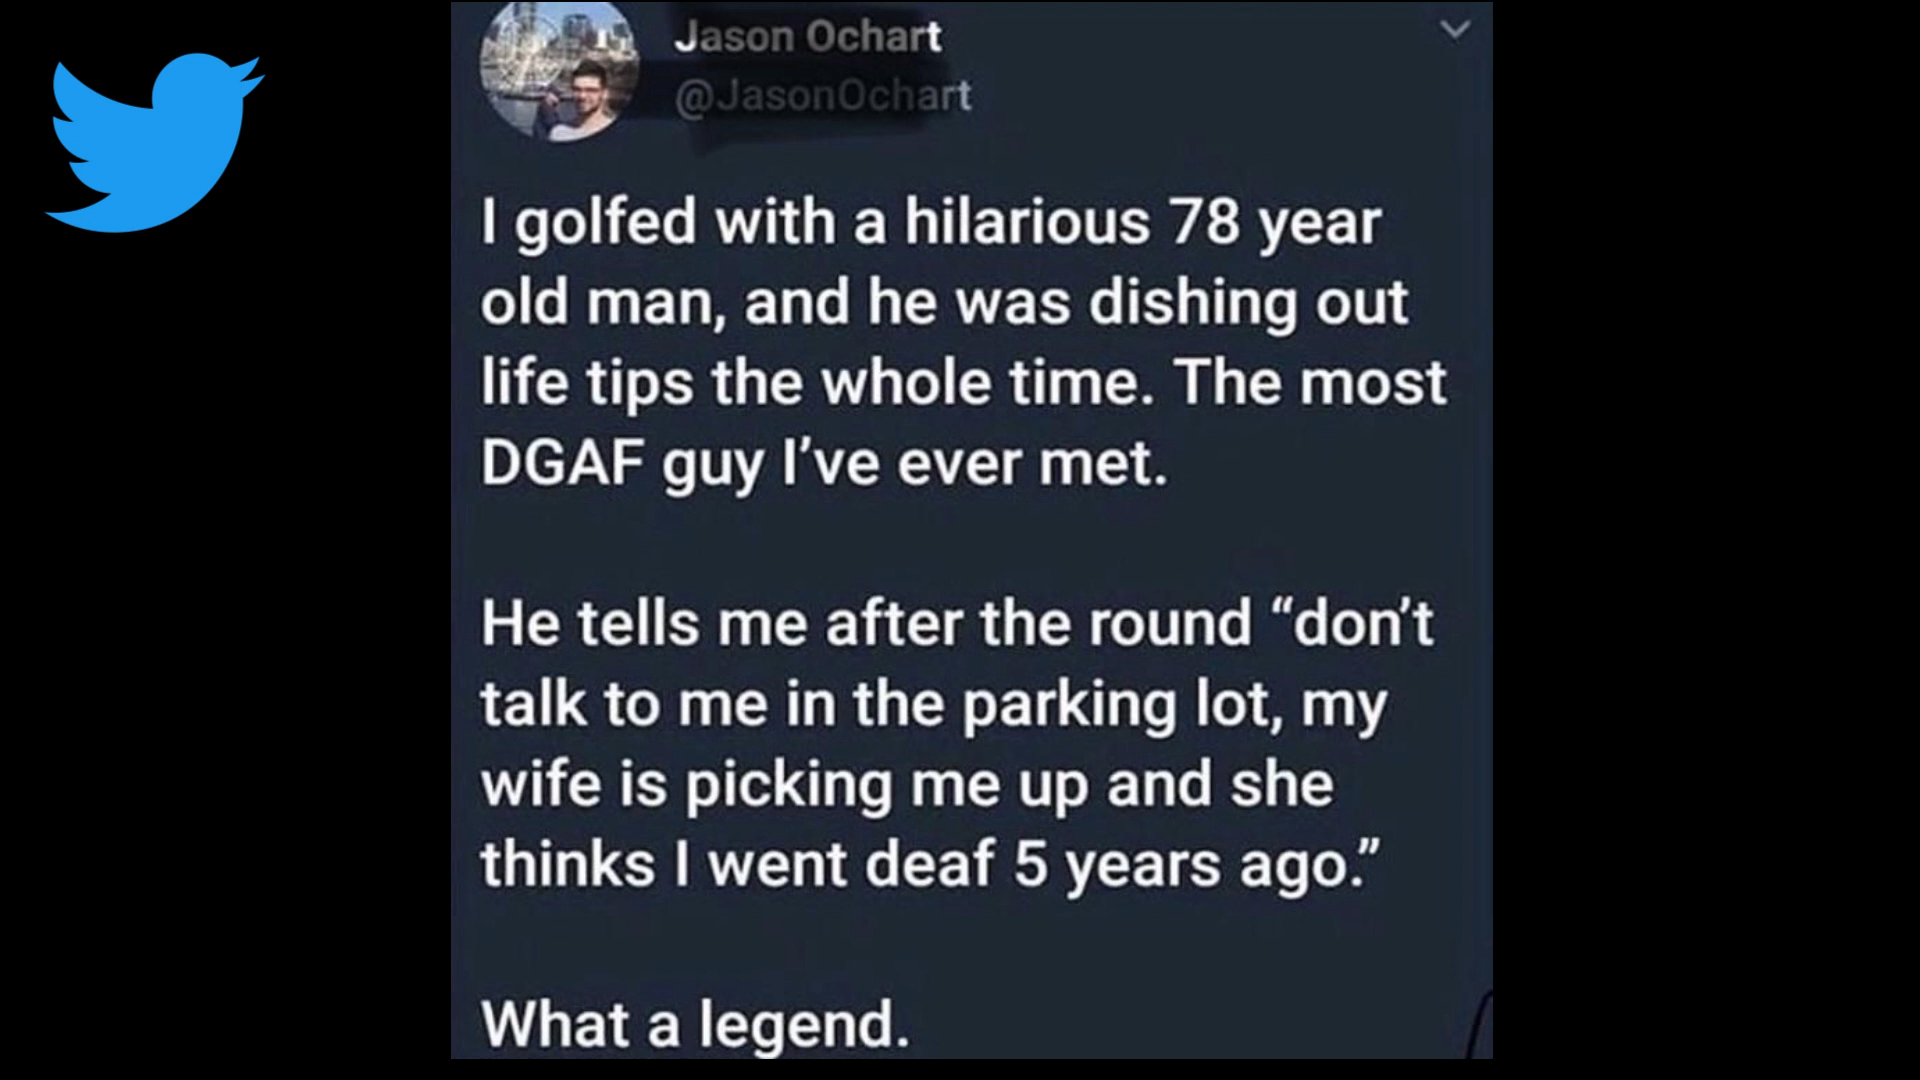 Jason Ochart
@JasonOchart
I golfed with a hilarious 78 year
old man, and he was dishing out
life tips the whole time. The most
DGAF guy I’ve ever met.
He tells me after the round “don’t
talk to me in the parking lot, my
wife is picking me up and she
thinks I went deaf 5 years ago.”
What a legend.